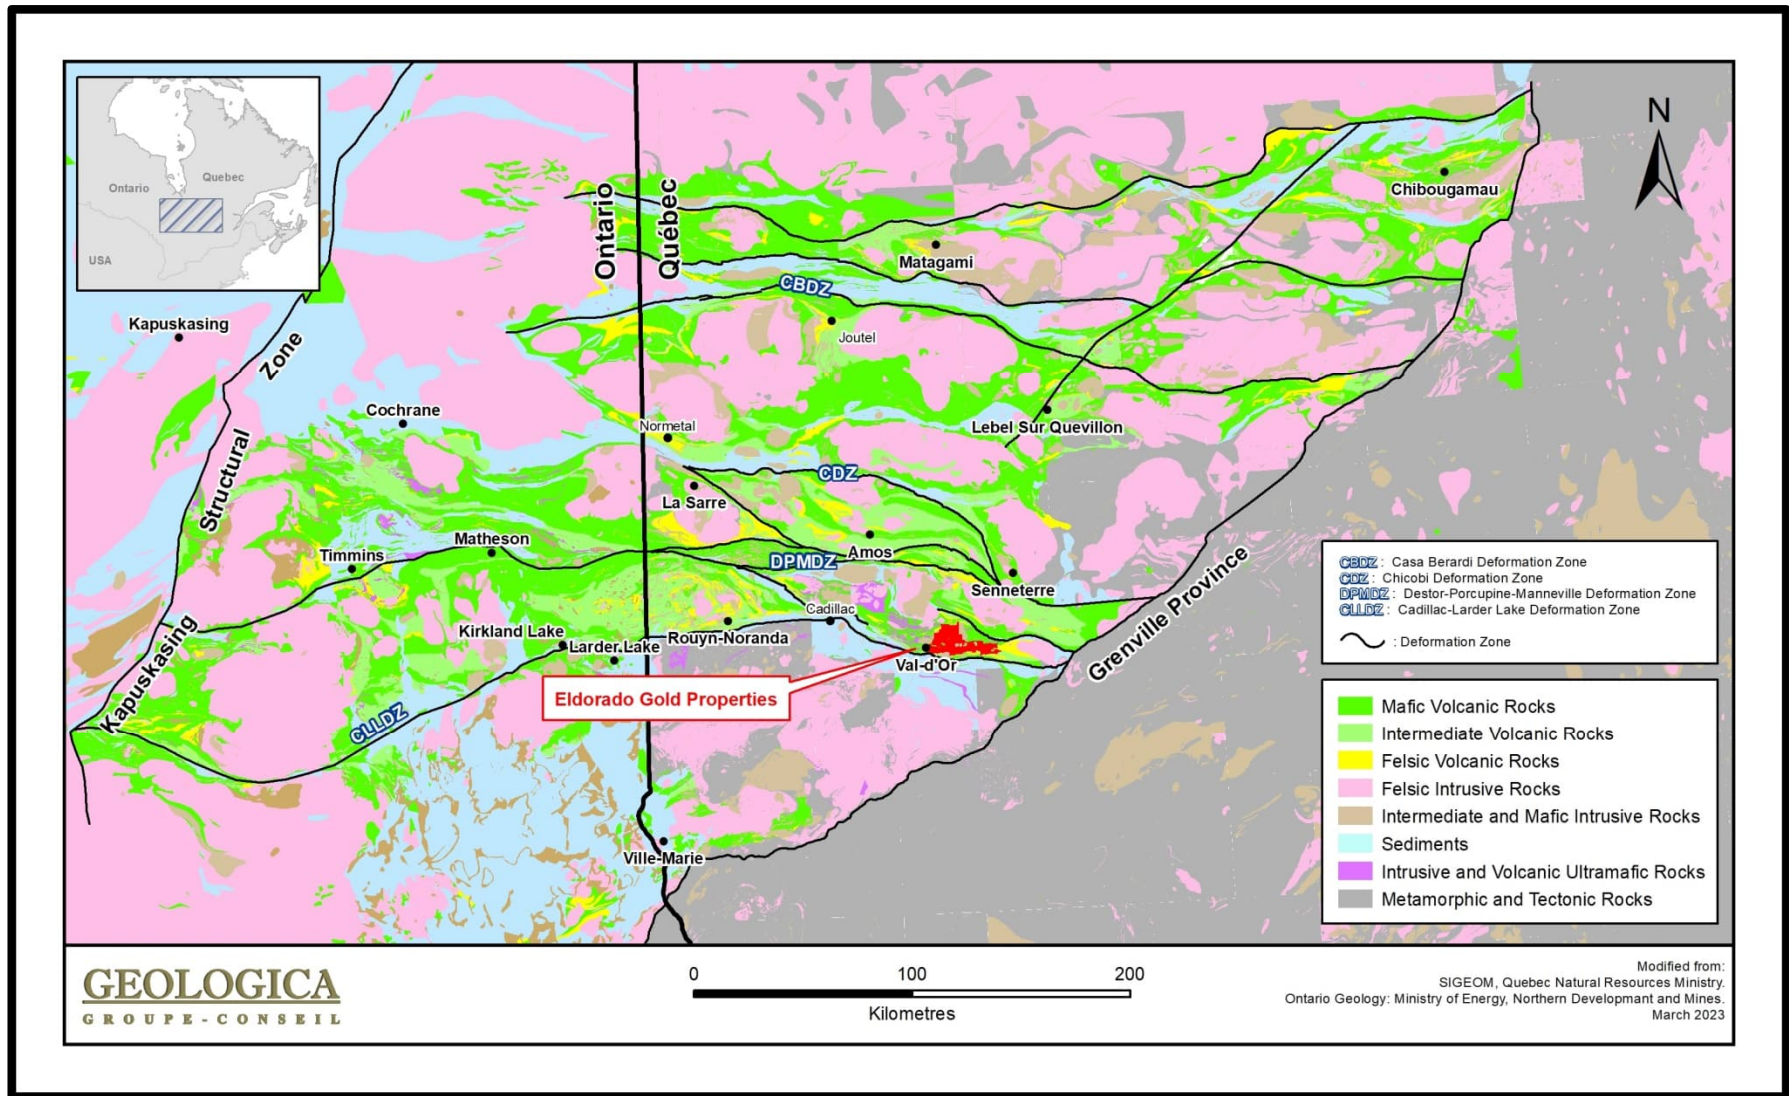 Ontario
Quebec
USA
N
Ontario
Québec
Chibougamau
Matagami
CBDZ
Kapuskasing
Joutel
Zone
Cochrane
Normetal
Lebel Sur Quevillon
Structural
CDZ
La Sarre
Matheson
Timmins
Amos
DPMDZ
Senneterre
Cadillac
Kirkland Lake
Rouyn-Noranda
Larder Lake
Val-d'Or
Grenville Province
Kapuskasing
Eldorado Gold Properties
CLLDZ
Ville-Marie
CBDZ : Casa Berardi Deformation Zone
CDZ : Chicobi Deformation Zone
DPMDZ : Destor-Porcupine-Manneville Deformation Zone
CLLDZ : Cadillac-Larder Lake Deformation Zone
: Deformation Zone
Mafic Volcanic Rocks
Intermediate Volcanic Rocks
Felsic Volcanic Rocks
Felsic Intrusive Rocks
Intermediate and Mafic Intrusive Rocks
Sediments
Intrusive and Volcanic Ultramafic Rocks
Metamorphic and Tectonic Rocks
GEOLOGICA
GROUPE-CONSEIL
0 100 200
Kilometres
Modified from:
SIGEOM, Quebec Natural Resources Ministry.
Ontario Geology: Ministry of Energy, Northern Development and Mines.
March 2023